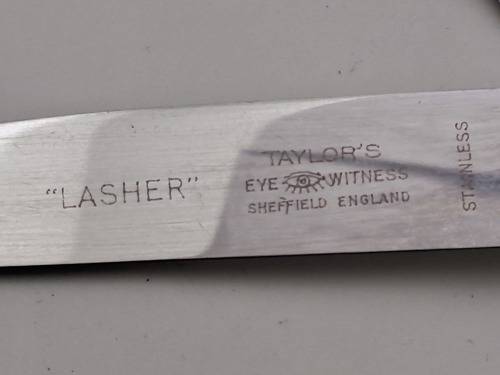 "LASHER"
TAYLOR'S
EYE WITNESS
SHEFFIELD ENGLAND
STAINLESS